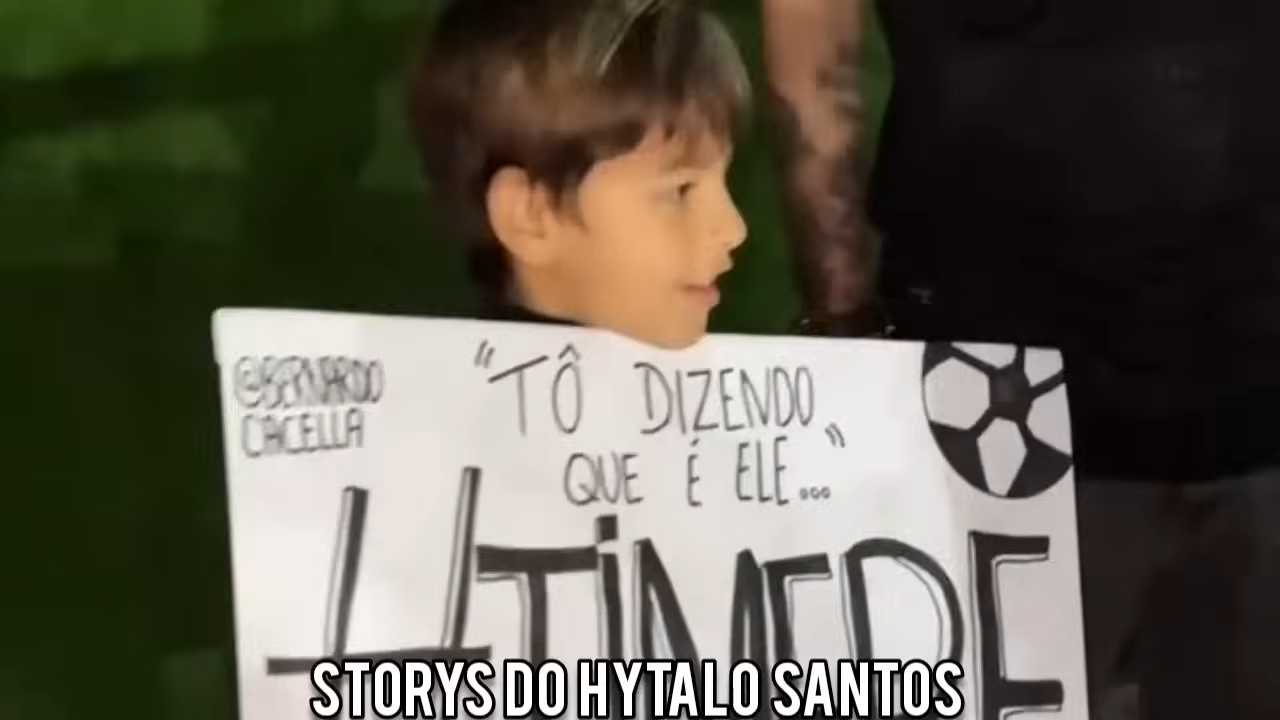 @BERNARDO
CACELLA
"TÔ DIZENDO
QUE É ELE..."
STORYS DO HYTALO SANTOS